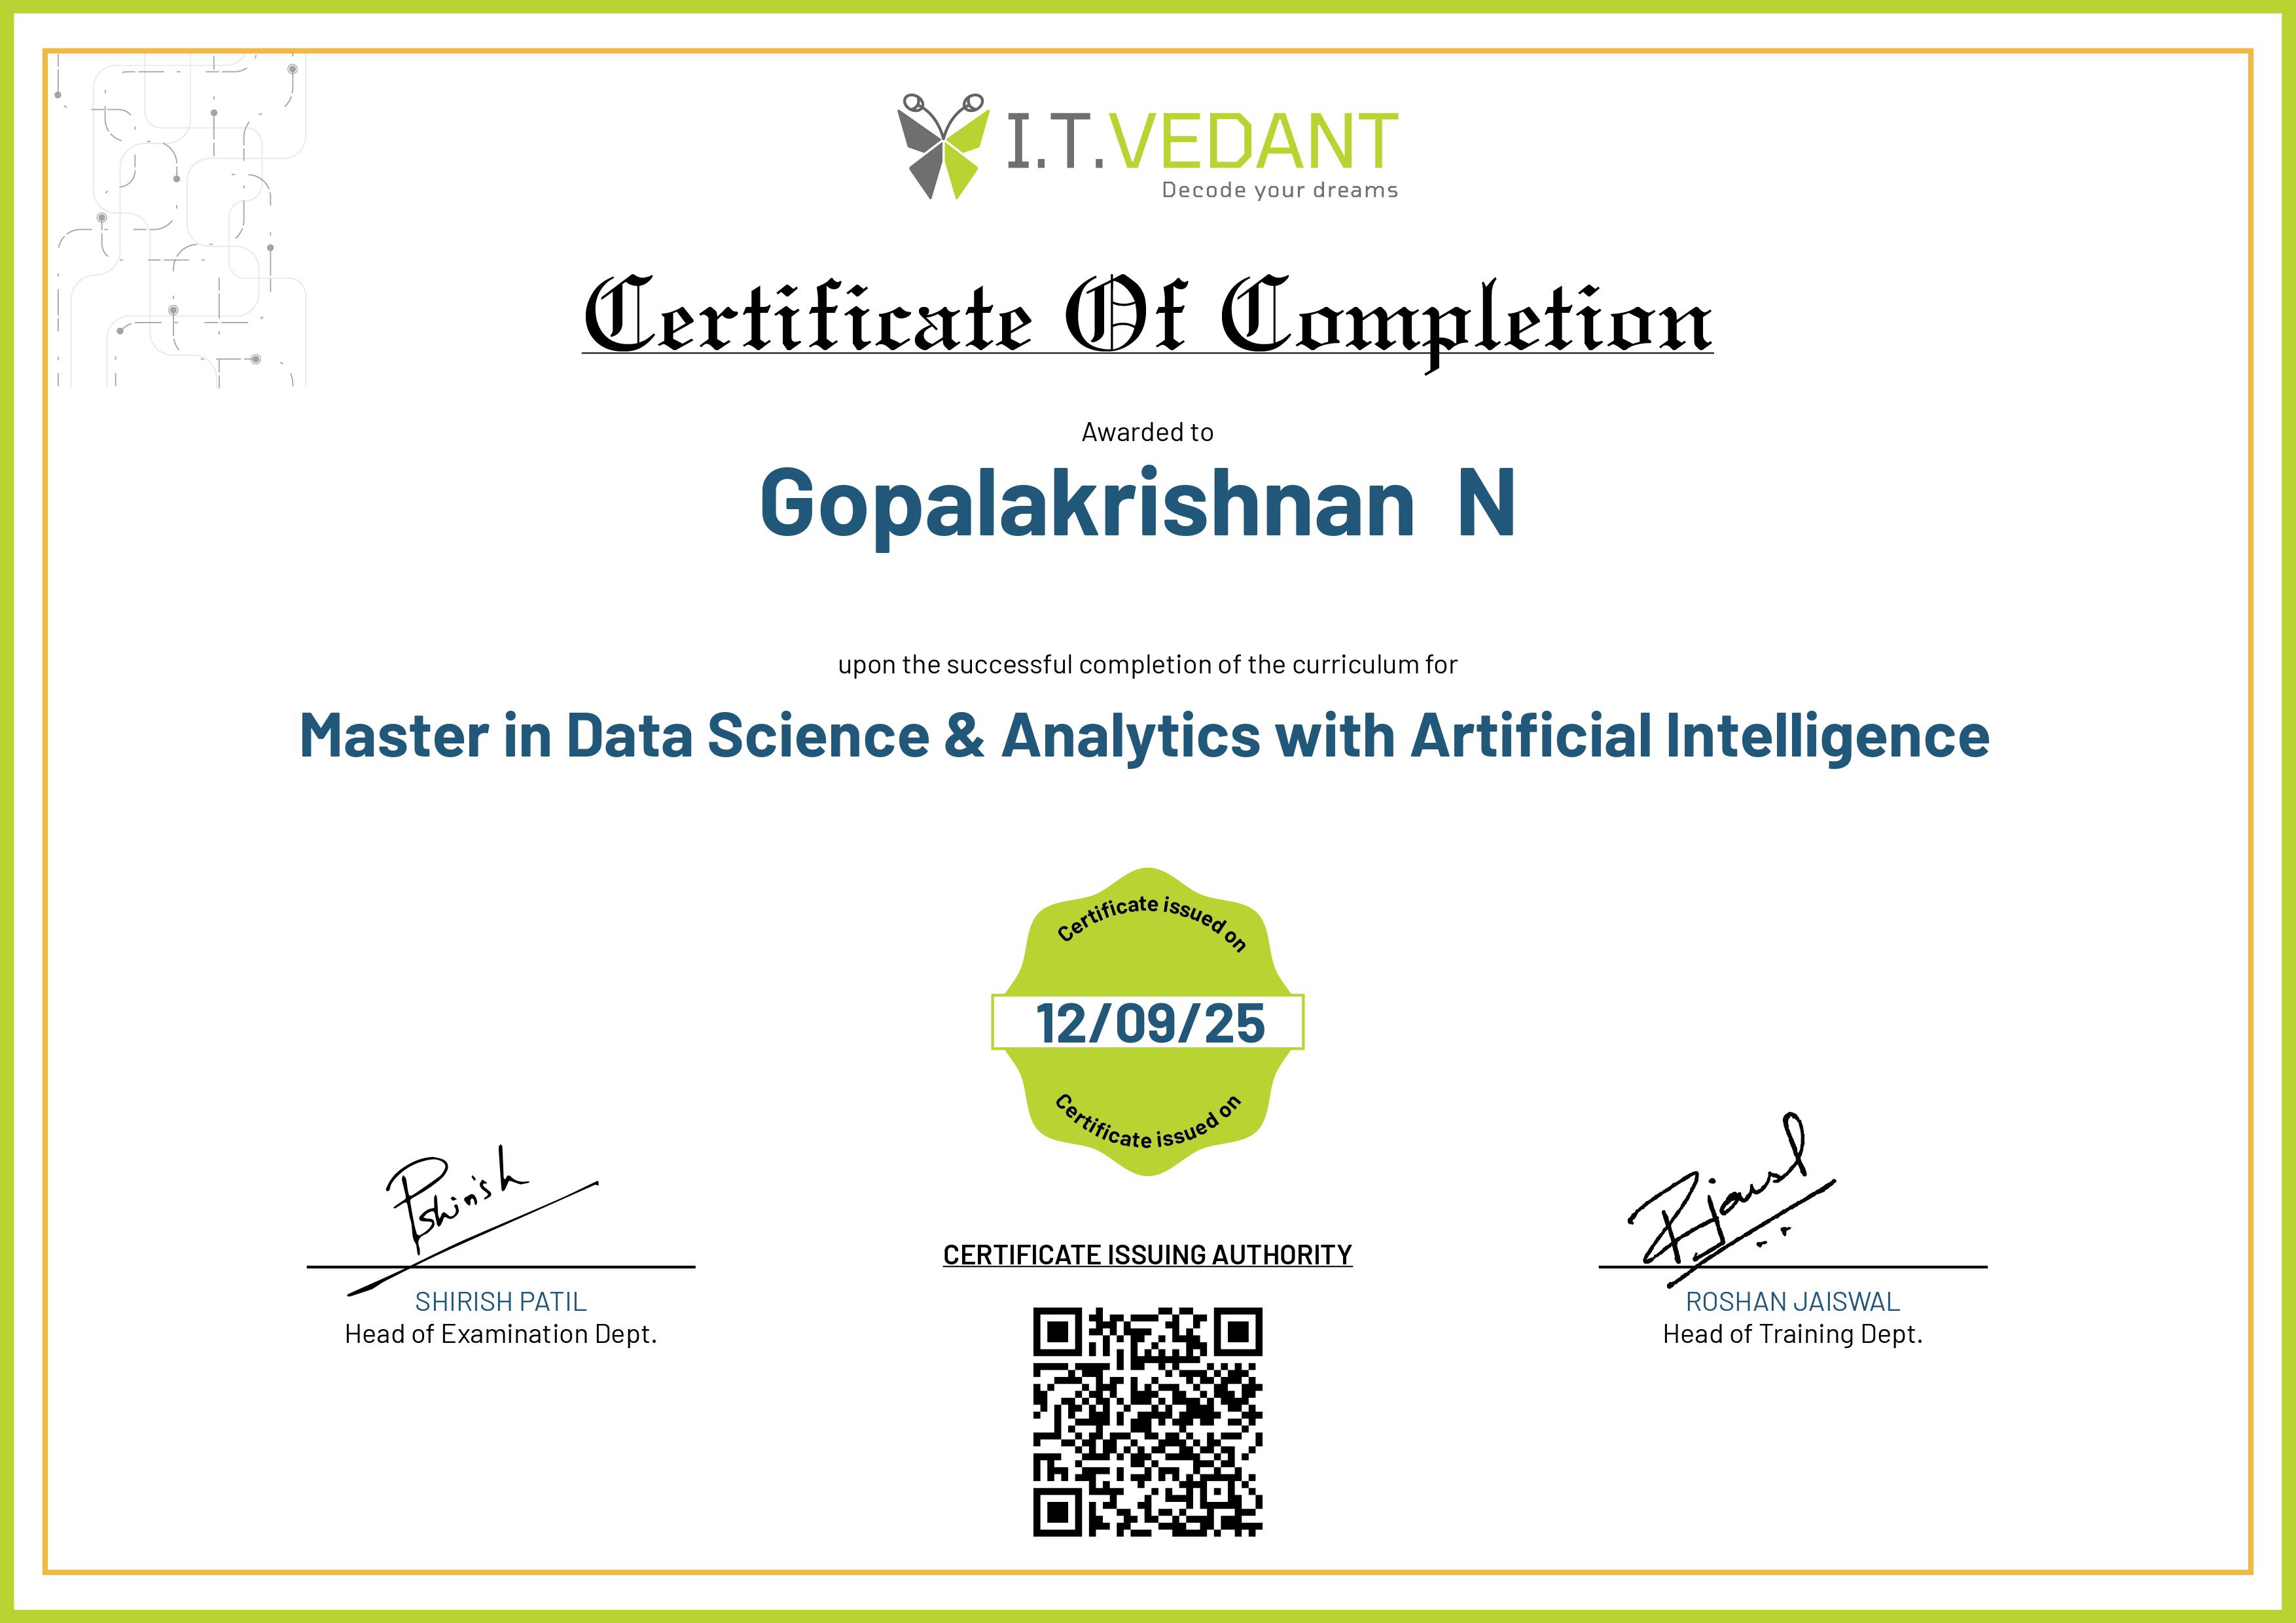 I.T.VEDANT
Decode your dreams
Certificate Of Completion
Awarded to
Gopalakrishnan N
upon the successful completion of the curriculum for
Master in Data Science & Analytics with Artificial Intelligence
Certificate issued on
12/09/25
Certificate issued on
Pshirish
Rjaiswal
CERTIFICATE ISSUING AUTHORITY
SHIRISH PATIL
Head of Examination Dept.
ROSHAN JAISWAL
Head of Training Dept.